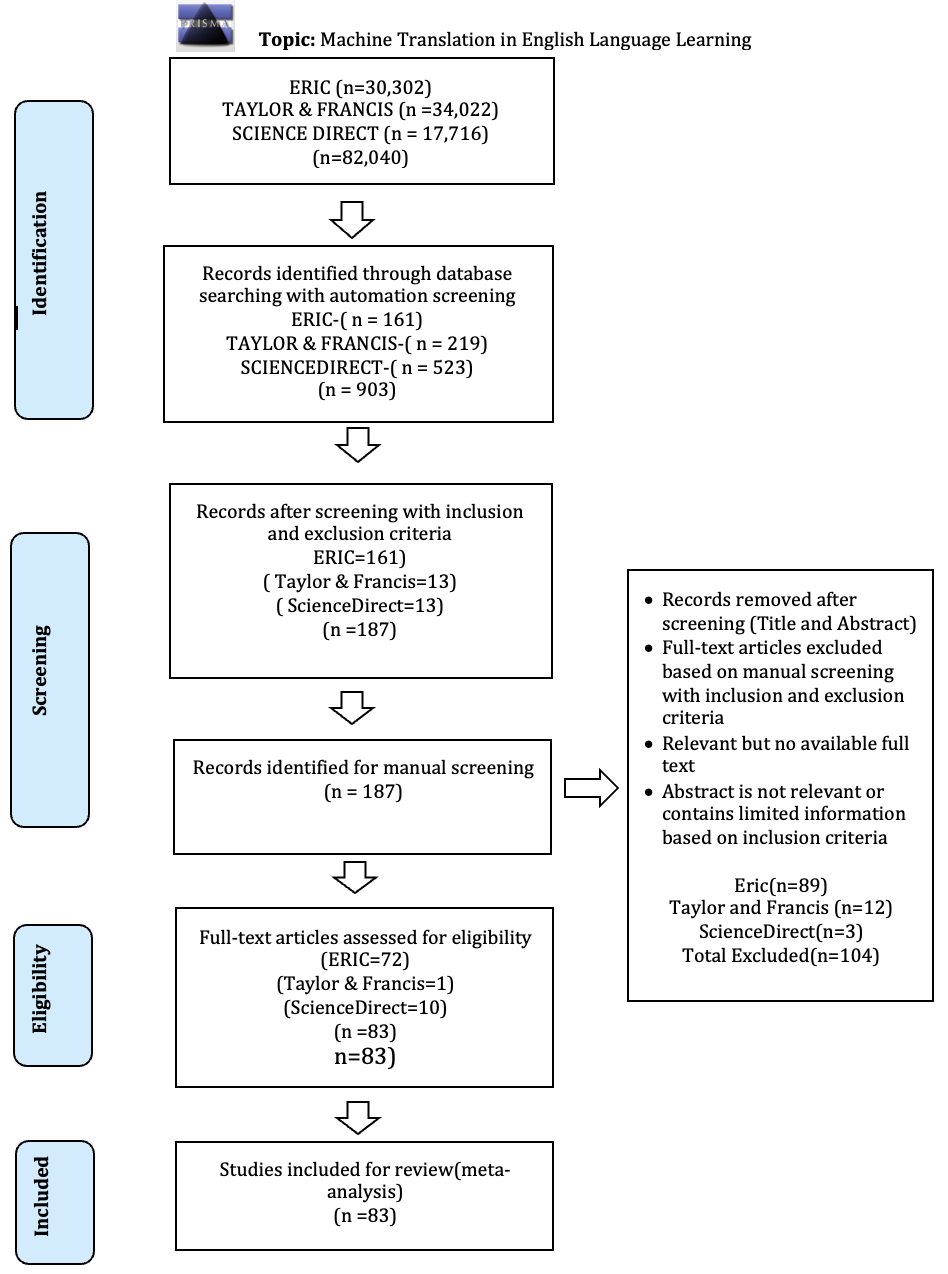 PRISMA
Topic: Machine Translation in English Language Learning
ERIC (n=30,302)
TAYLOR & FRANCIS (n =34,022)
SCIENCE DIRECT (n = 17,716)
(n=82,040)
Identification
Records identified through database
searching with automation screening
ERIC-( n = 161)
TAYLOR & FRANCIS-( n = 219)
SCIENCEDIRECT-( n = 523)
(n = 903)
Screening
Records after screening with inclusion
and exclusion criteria
ERIC=161)
( Taylor & Francis=13)
( ScienceDirect=13)
(n =187)
Records identified for manual screening
(n = 187)
• Records removed after
screening (Title and Abstract)
• Full-text articles excluded
based on manual screening
with inclusion and exclusion
criteria
• Relevant but no available full
text
• Abstract is not relevant or
contains limited information
based on inclusion criteria
Eric(n=89)
Taylor and Francis (n=12)
ScienceDirect(n=3)
Total Excluded(n=104)
Eligibility
Full-text articles assessed for eligibility
(ERIC=72)
(Taylor & Francis=1)
(ScienceDirect=10)
(n =83)
n=83)
Included
Studies included for review(meta-
analysis)
(n =83)